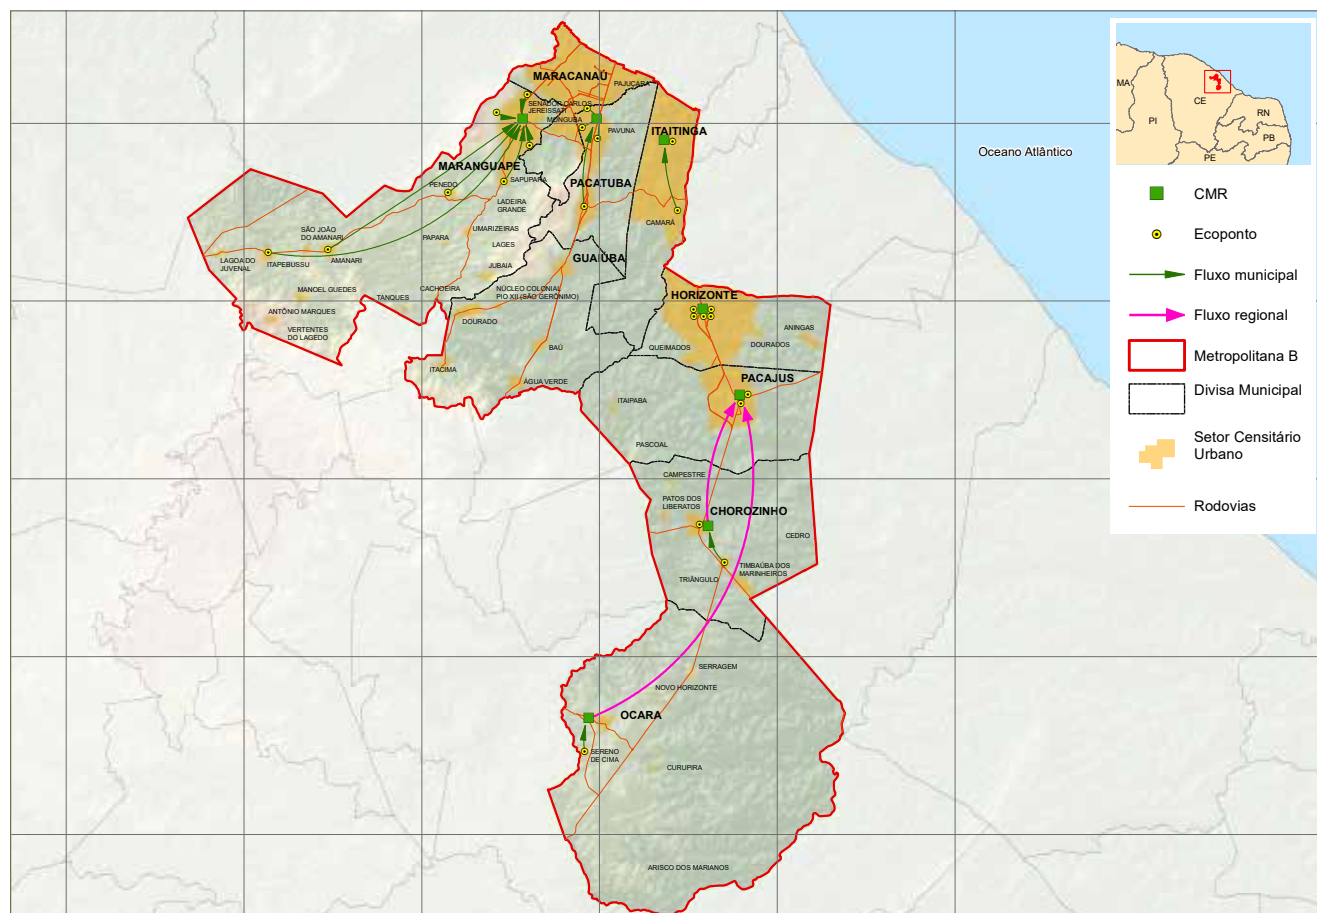 MARACANAÚ
PAJUÇARA
SENADOR CARLOS
JEREISSATI
MONGUBA
PAVUNA
ITAITINGA
MARANGUAPE
SAPUPARA
PENEDO
PACATUBA
LADEIRA
GRANDE
CAMARÁ
SÃO JOÃO
DO AMANARI
UMARIZEIRAS
PAPARA
LAGES
LAGOA DO
JUVENAL
ITAPEBUSSU
AMANARI
GUAIÚBA
JUBAIA
MANOEL GUEDES
TANQUES
CACHOEIRA
NÚCLEO COLONIAL
PIO XII (SÃO GERÔNIMO)
HORIZONTE
ANTÔNIO MARQUES
VERTENTES
DO LAGEDO
DOURADO
ANINGAS
BAÚ
QUEIMADOS
DOURADOS
ITACIMA
ÁGUA VERDE
PACAJUS
ITAIPABA
PASCOAL
CAMPESTRE
PATOS DOS
LIBERATOS
CHOROZINHO
CEDRO
TIMBAÚBA DOS
MARINHEIROS
TRIÂNGULO
SERRAGEM
NOVO HORIZONTE
OCARA
SERENO
DE CIMA
CURUPIRA
ARISCO DOS MARIANOS
Oceano Atlântico
MA
PI
CE
RN
PB
PE
CMR
Ecoponto
Fluxo municipal
Fluxo regional
Metropolitana B
Divisa Municipal
Setor Censitário
Urbano
Rodovias